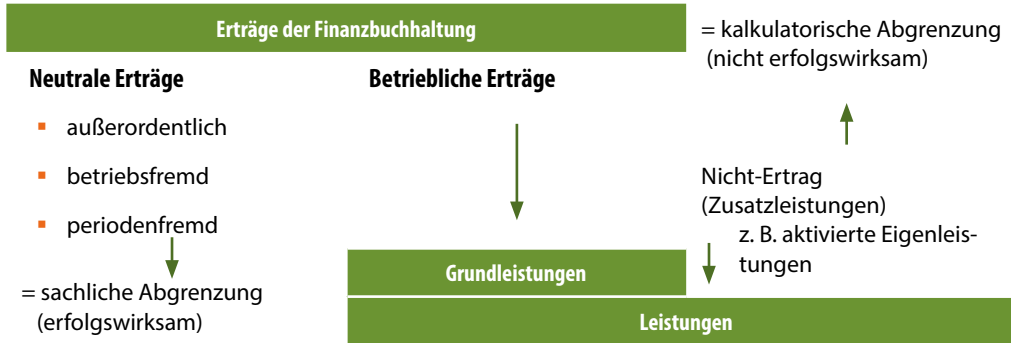 Erträge der Finanzbuchhaltung
= kalkulatorische Abgrenzung
(nicht erfolgswirksam)
Neutrale Erträge
Betriebliche Erträge
außerordentlich
betriebsfremd
periodenfremd
Nicht-Ertrag
(Zusatzleistungen)
z. B. aktivierte Eigenleis-
tungen
= sachliche Abgrenzung
(erfolgswirksam)
Grundleistungen
Leistungen